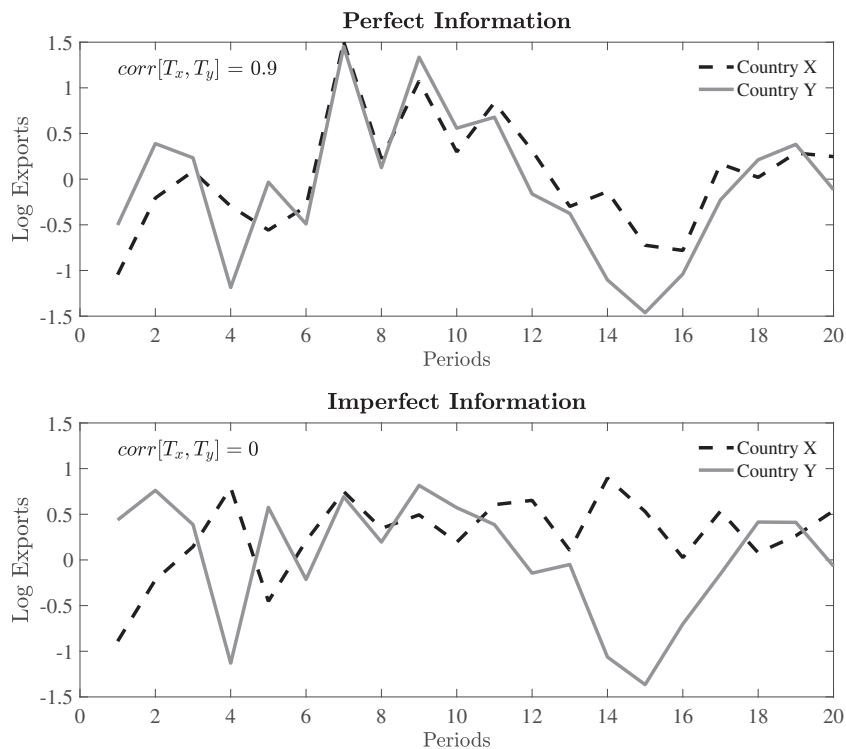 Perfect Information
corr[Tx, Ty] = 0.9
Country X
Country Y
Log Exports
1.5
1
0.5
0
-0.5
-1
-1.5
0 2 4 6 8 10 12 14 16 18 20
Periods
Imperfect Information
corr[Tx, Ty] = 0
Country X
Country Y
Log Exports
1.5
1
0.5
0
-0.5
-1
-1.5
0 2 4 6 8 10 12 14 16 18 20
Periods